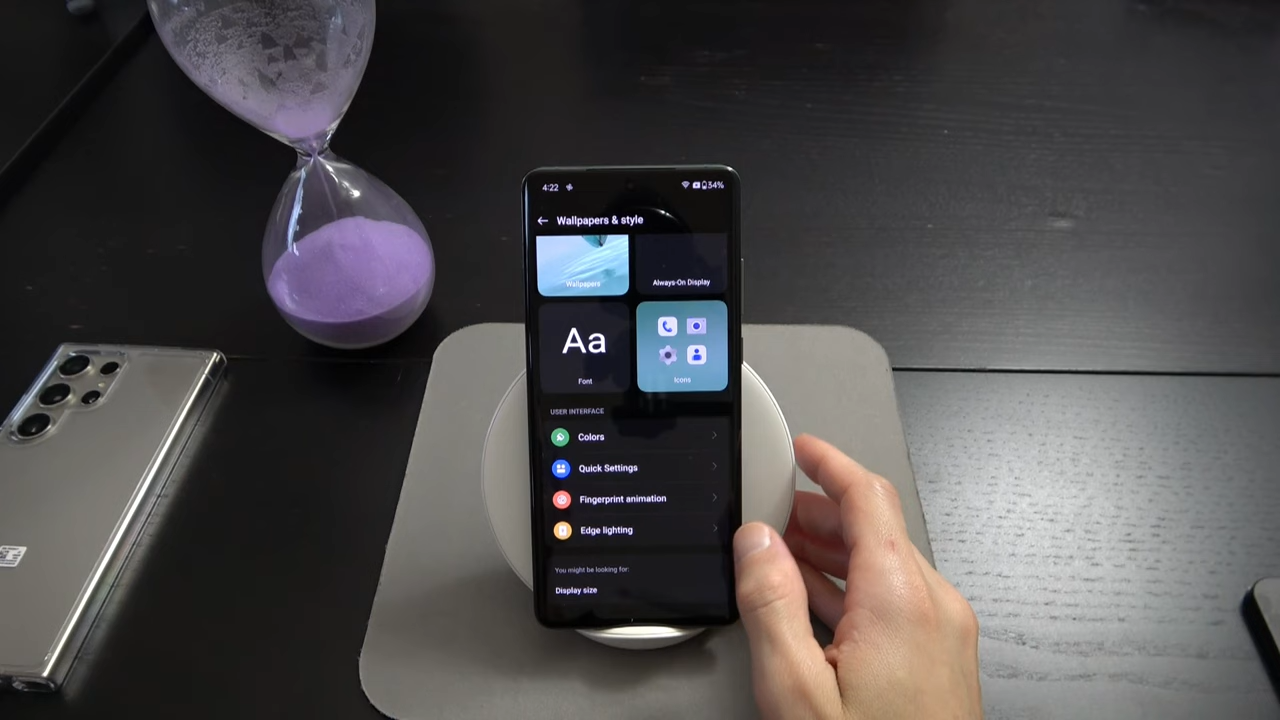 4:22 34%
Wallpapers & style
Wallpapers Always-On Display
Aa
Font Icons
USER INTERFACE
Colors
Quick Settings
Fingerprint animation
Edge lighting
You might be looking for:
Display size